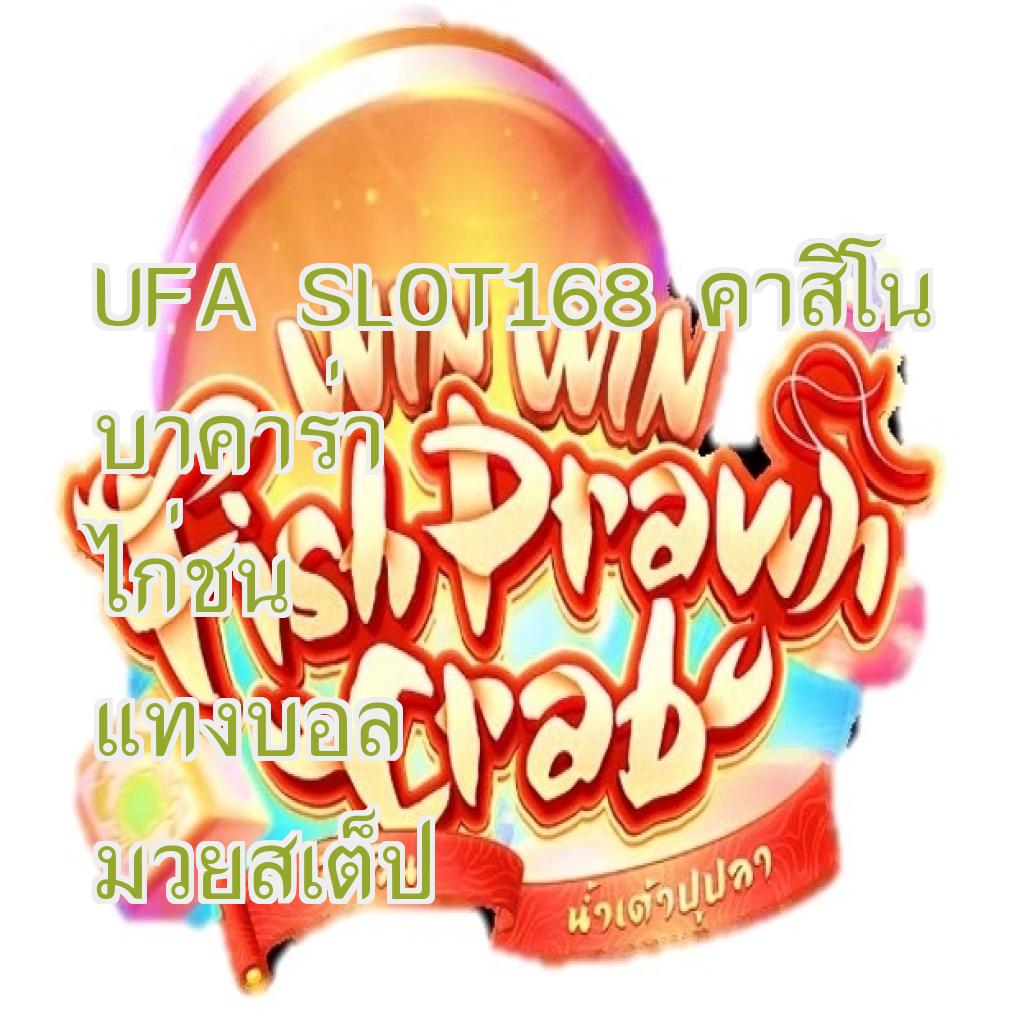 UFA SLOT168 คาสิโน
WIN WIN
บาคาร่า
Fish Prawn
ไก่ชน
Crab
แทงบอล
มวยสเต็ป
น้ำเต้าปูปลา